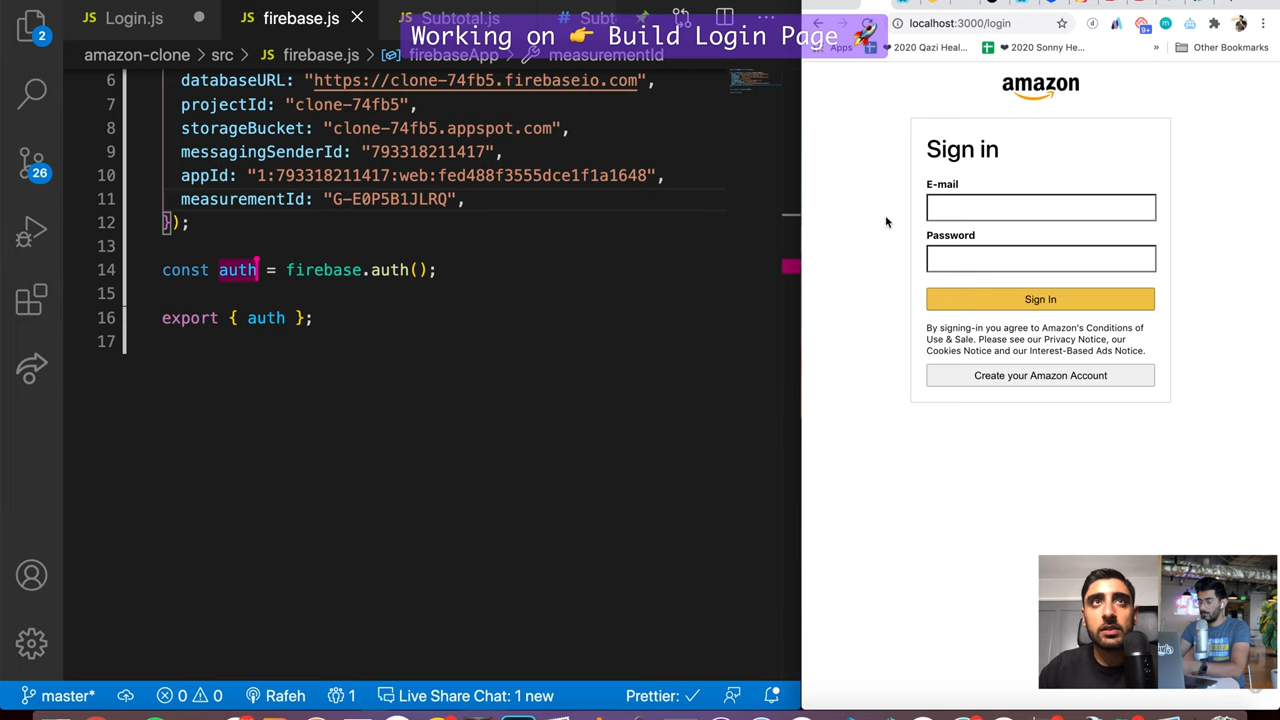 Login.js
firebase.js
Subtotal.js
# Subt
Working on 👉 Build Login Page 🚀
amazon-clone > src > JS firebase.js > firebaseApp > measurementId
6 databaseURL: "https://clone-74fb5.firebaseio.com",
7 projectId: "clone-74fb5",
8 storageBucket: "clone-74fb5.appspot.com",
9 messagingSenderId: "793318211417",
10 appId: "1:793318211417:web:fed488f3555dce1f1a1648",
11 measurementId: "G-E0P5B1JLRQ",
12 });
13
14 const auth = firebase.auth();
15
16 export { auth };
17
2
26
master*
0 0
Rafeh
1
Live Share Chat: 1 new
Prettier: ✓
localhost:3000/login
9+
Apps
❤ 2020 Qazi Heal...
❤ 2020 Sonny He...
»
Other Bookmarks
amazon
Sign in
E-mail
Password
Sign In
By signing-in you agree to Amazon's Conditions of
Use & Sale. Please see our Privacy Notice, our
Cookies Notice and our Interest-Based Ads Notice.
Create your Amazon Account